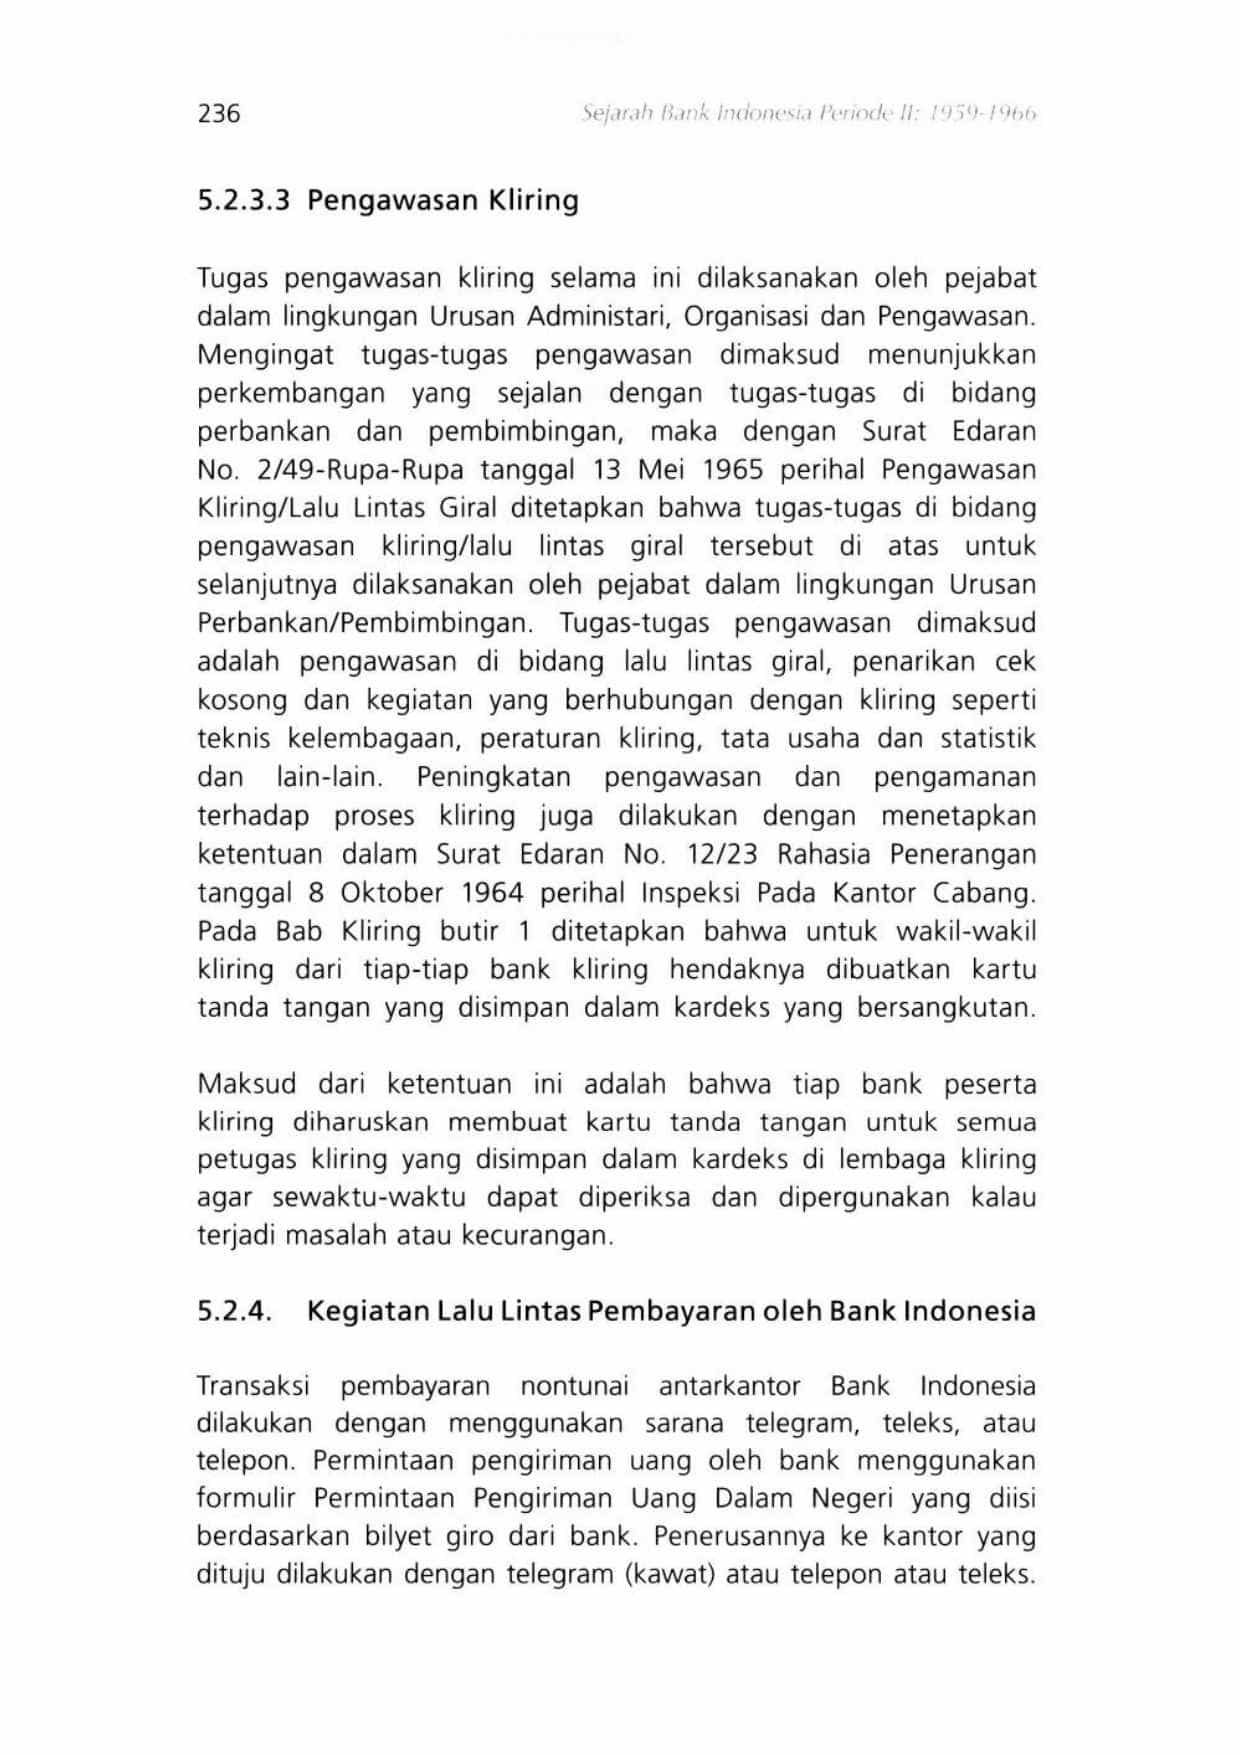 236
Sejarah Bank Indonesia Periode II: 1959-1966
5.2.3.3 Pengawasan Kliring
Tugas pengawasan kliring selama ini dilaksanakan oleh pejabat
dalam lingkungan Urusan Administari, Organisasi dan Pengawasan.
Mengingat tugas-tugas pengawasan dimaksud menunjukkan
perkembangan yang sejalan dengan tugas-tugas di bidang
perbankan dan pembimbingan, maka dengan Surat Edaran
No. 2/49-Rupa-Rupa tanggal 13 Mei 1965 perihal Pengawasan
Kliring/Lalu Lintas Giral ditetapkan bahwa tugas-tugas di bidang
pengawasan kliring/lalu lintas giral tersebut di atas untuk
selanjutnya dilaksanakan oleh pejabat dalam lingkungan Urusan
Perbankan/Pembimbingan. Tugas-tugas pengawasan dimaksud
adalah pengawasan di bidang lalu lintas giral, penarikan cek
kosong dan kegiatan yang berhubungan dengan kliring seperti
teknis kelembagaan, peraturan kliring, tata usaha dan statistik
dan lain-lain. Peningkatan pengawasan dan pengamanan
terhadap proses kliring juga dilakukan dengan menetapkan
ketentuan dalam Surat Edaran No. 12/23 Rahasia Penerangan
tanggal 8 Oktober 1964 perihal Inspeksi Pada Kantor Cabang.
Pada Bab Kliring butir 1 ditetapkan bahwa untuk wakil-wakil
kliring dari tiap-tiap bank kliring hendaknya dibuatkan kartu
tanda tangan yang disimpan dalam kardeks yang bersangkutan.
Maksud dari ketentuan ini adalah bahwa tiap bank peserta
kliring diharuskan membuat kartu tanda tangan untuk semua
petugas kliring yang disimpan dalam kardeks di lembaga kliring
agar sewaktu-waktu dapat diperiksa dan dipergunakan kalau
terjadi masalah atau kecurangan.
5.2.4. Kegiatan Lalu Lintas Pembayaran oleh Bank Indonesia
Transaksi pembayaran nontunai antarkantor Bank Indonesia
dilakukan dengan menggunakan sarana telegram, teleks, atau
telepon. Permintaan pengiriman uang oleh bank menggunakan
formulir Permintaan Pengiriman Uang Dalam Negeri yang diisi
berdasarkan bilyet giro dari bank. Penerusannya ke kantor yang
dituju dilakukan dengan telegram (kawat) atau telepon atau teleks.